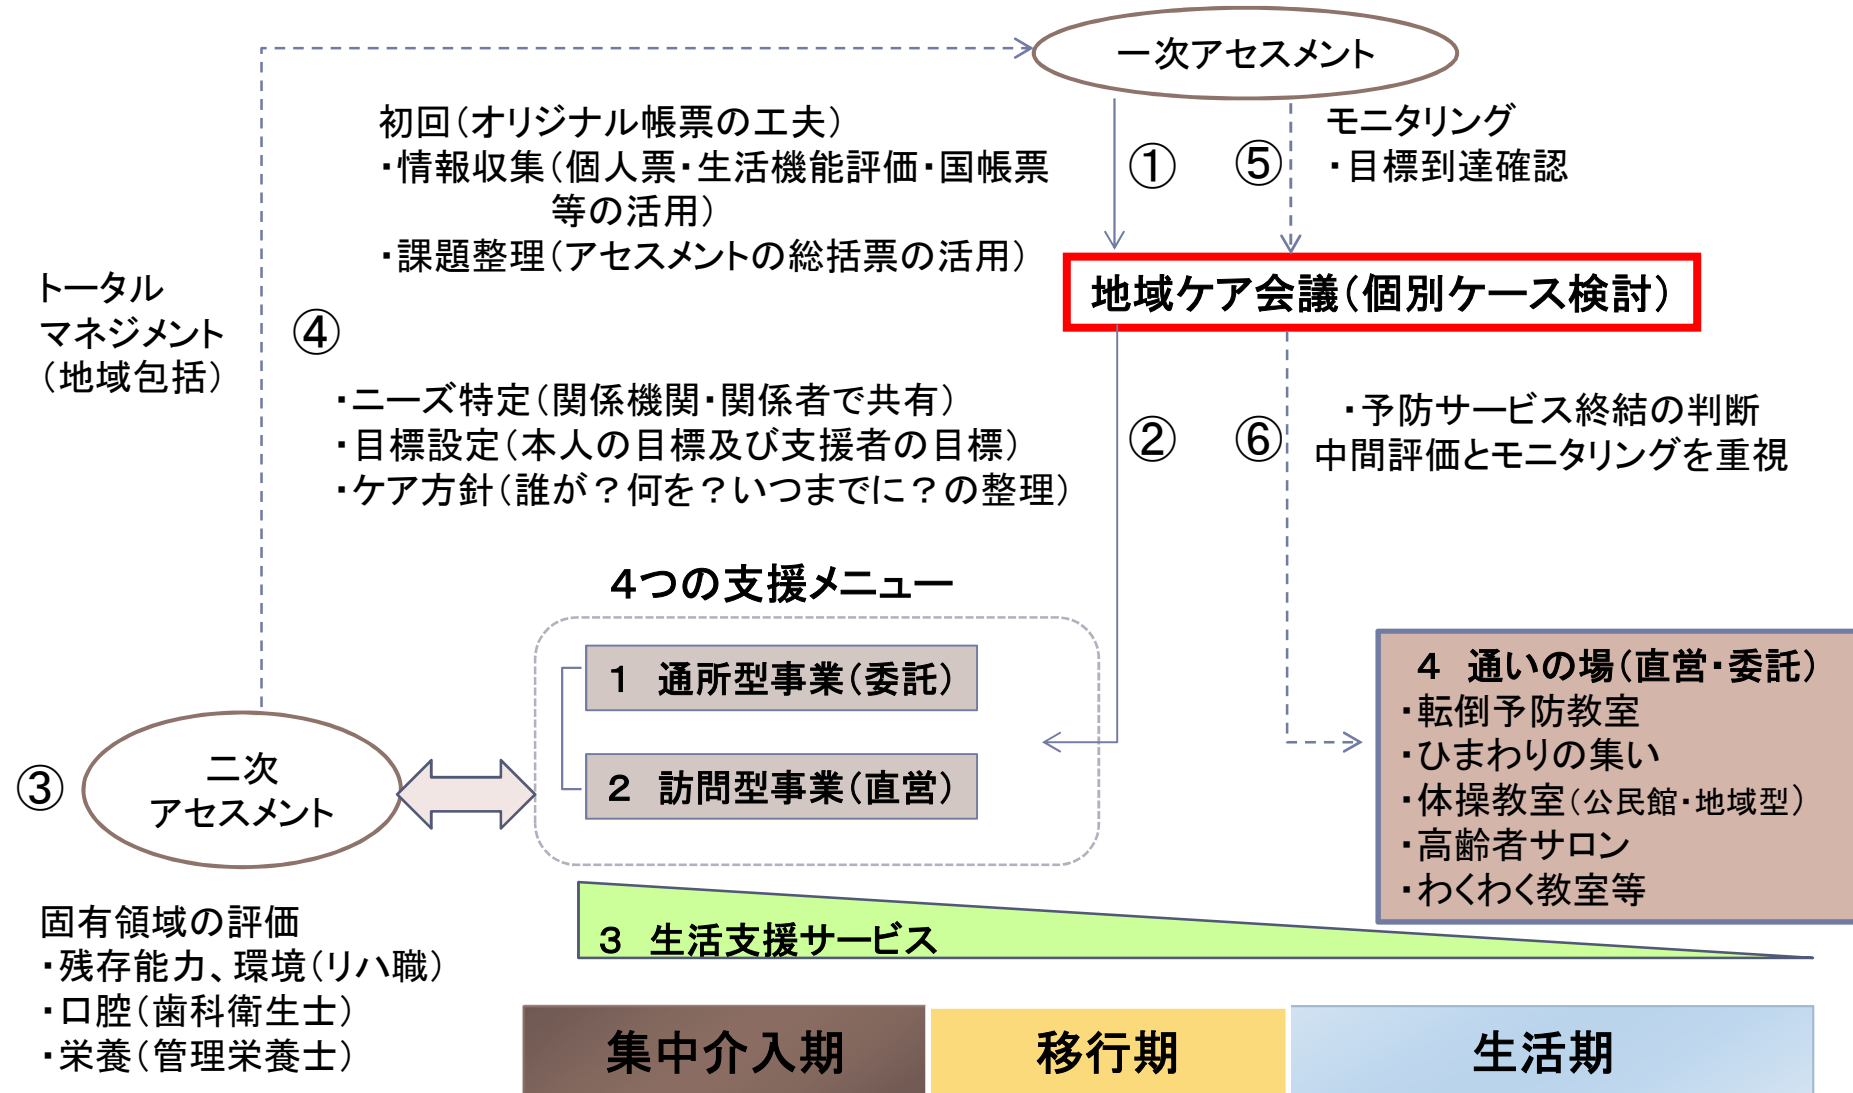 一次アセスメント
初回(オリジナル帳票の工夫)
・情報収集(個人票・生活機能評価・国帳票
等の活用)
・課題整理(アセスメントの総括票の活用)
①
⑤
モニタリング
・目標到達確認
地域ケア会議(個別ケース検討)
トータル
マネジメント
(地域包括)
④
・ニーズ特定(関係機関・関係者で共有)
・目標設定(本人の目標及び支援者の目標)
・ケア方針(誰が?何を?いつまでに?の整理)
②
⑥
・予防サービス終結の判断
中間評価とモニタリングを重視
4つの支援メニュー
1 通所型事業(委託)
2 訪問型事業(直営)
③
二次
アセスメント
4 通いの場(直営・委託)
・転倒予防教室
・ひまわりの集い
・体操教室(公民館・地域型)
・高齢者サロン
・わくわく教室等
固有領域の評価
・残存能力、環境(リハ職)
・口腔(歯科衛生士)
・栄養(管理栄養士)
3 生活支援サービス
集中介入期
移行期
生活期